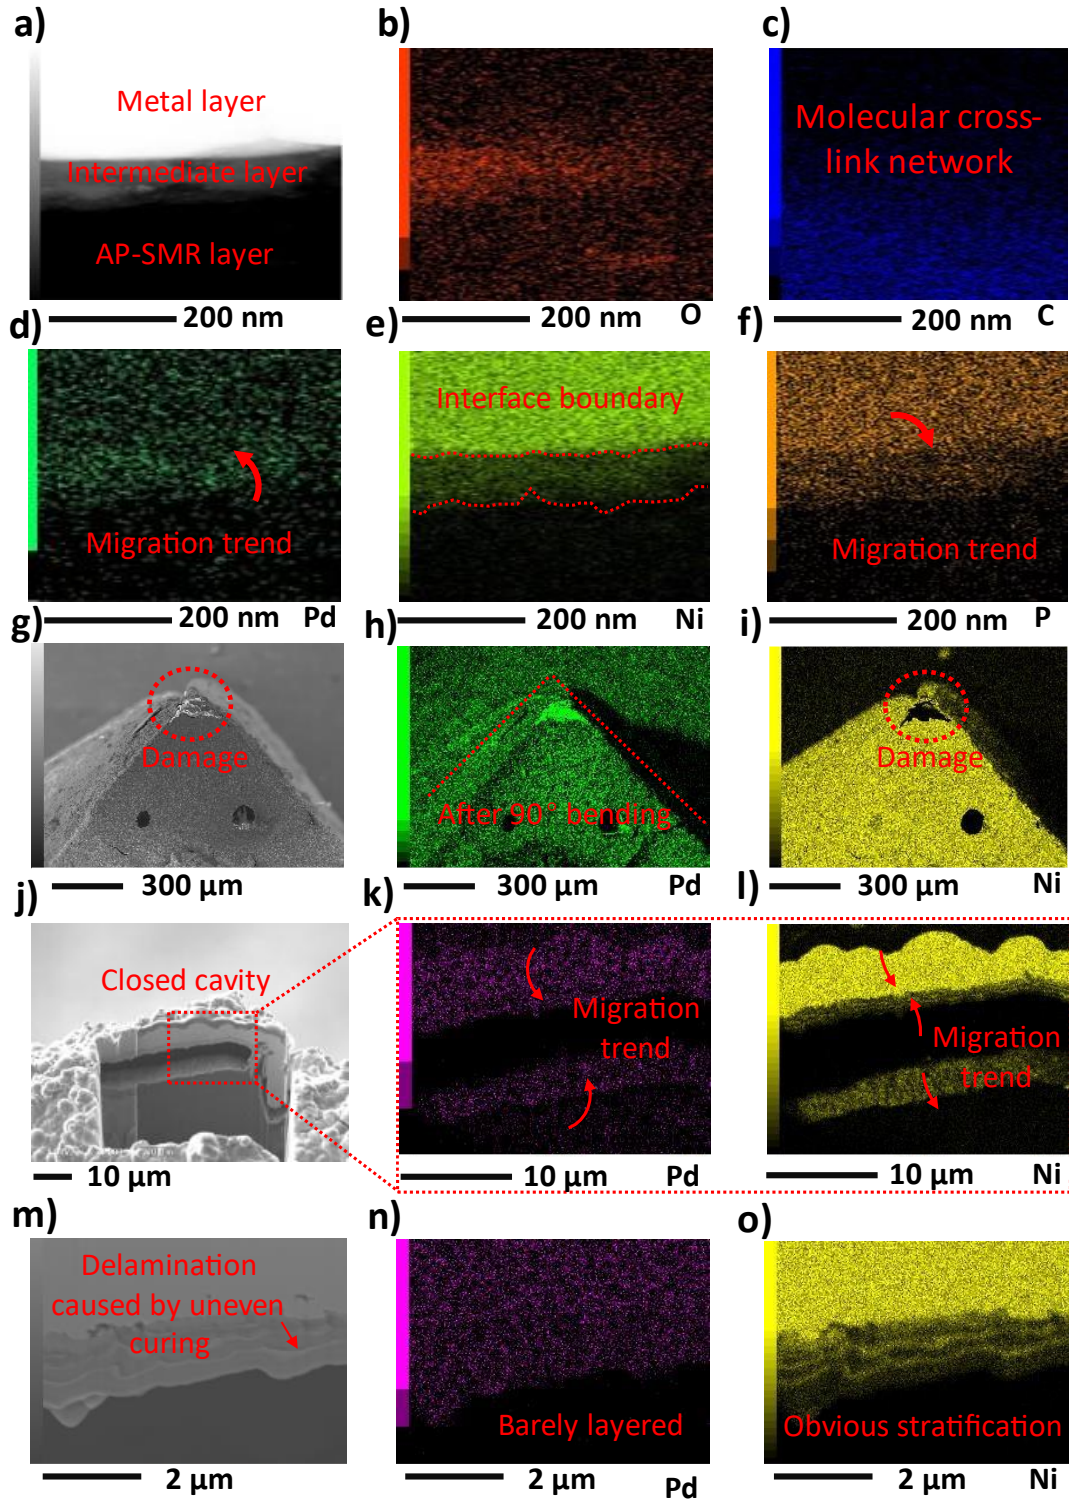 a)
b)
c)
Metal layer
Intermediate layer
AP-SMR layer
Molecular cross-
link network
200 nm
200 nm
O
200 nm
C
d)
e)
f)
Migration trend
Interface boundary
Migration trend
200 nm
Pd
200 nm
Ni
200 nm
P
g)
h)
i)
Damage
After 90° bending
Damage
300 μm
300 μm
Pd
300 μm
Ni
j)
k)
l)
Closed cavity
Migration
trend
Migration
trend
10 μm
10 μm
Pd
10 μm
Ni
m)
n)
o)
Delamination
caused by uneven
curing
Barely layered
Obvious stratification
2 μm
2 μm
Pd
2 μm
Ni